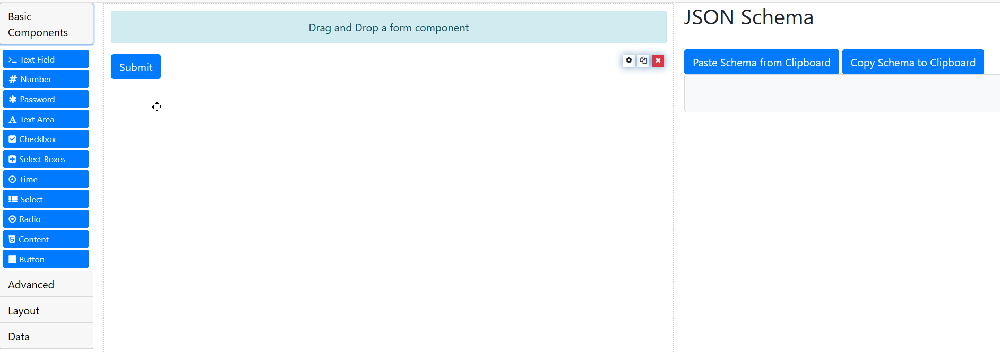 Basic
Components
Text Field
Number
Password
Text Area
Checkbox
Select Boxes
Time
Select
Radio
Content
Button
Advanced
Layout
Data
Drag and Drop a form component
Submit
JSON Schema
Paste Schema from Clipboard
Copy Schema to Clipboard